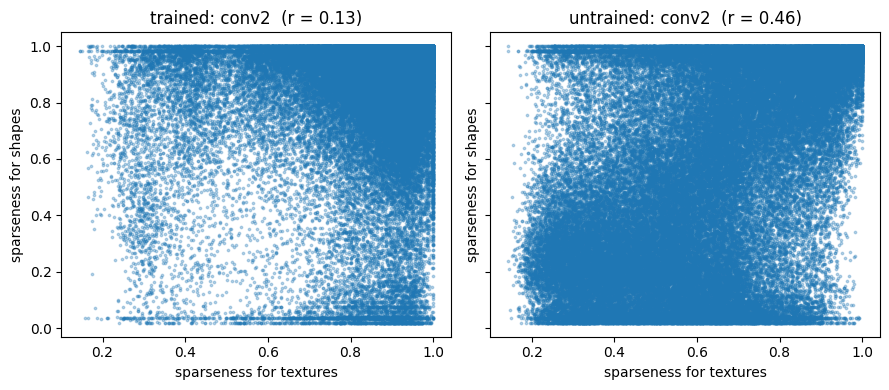 trained: conv2  (r = 0.13)
untrained: conv2  (r = 0.46)
sparseness for shapes
1.0
0.8
0.6
0.4
0.2
0.0
0.2 0.4 0.6 0.8 1.0
sparseness for textures
sparseness for shapes
0.2 0.4 0.6 0.8 1.0
sparseness for textures